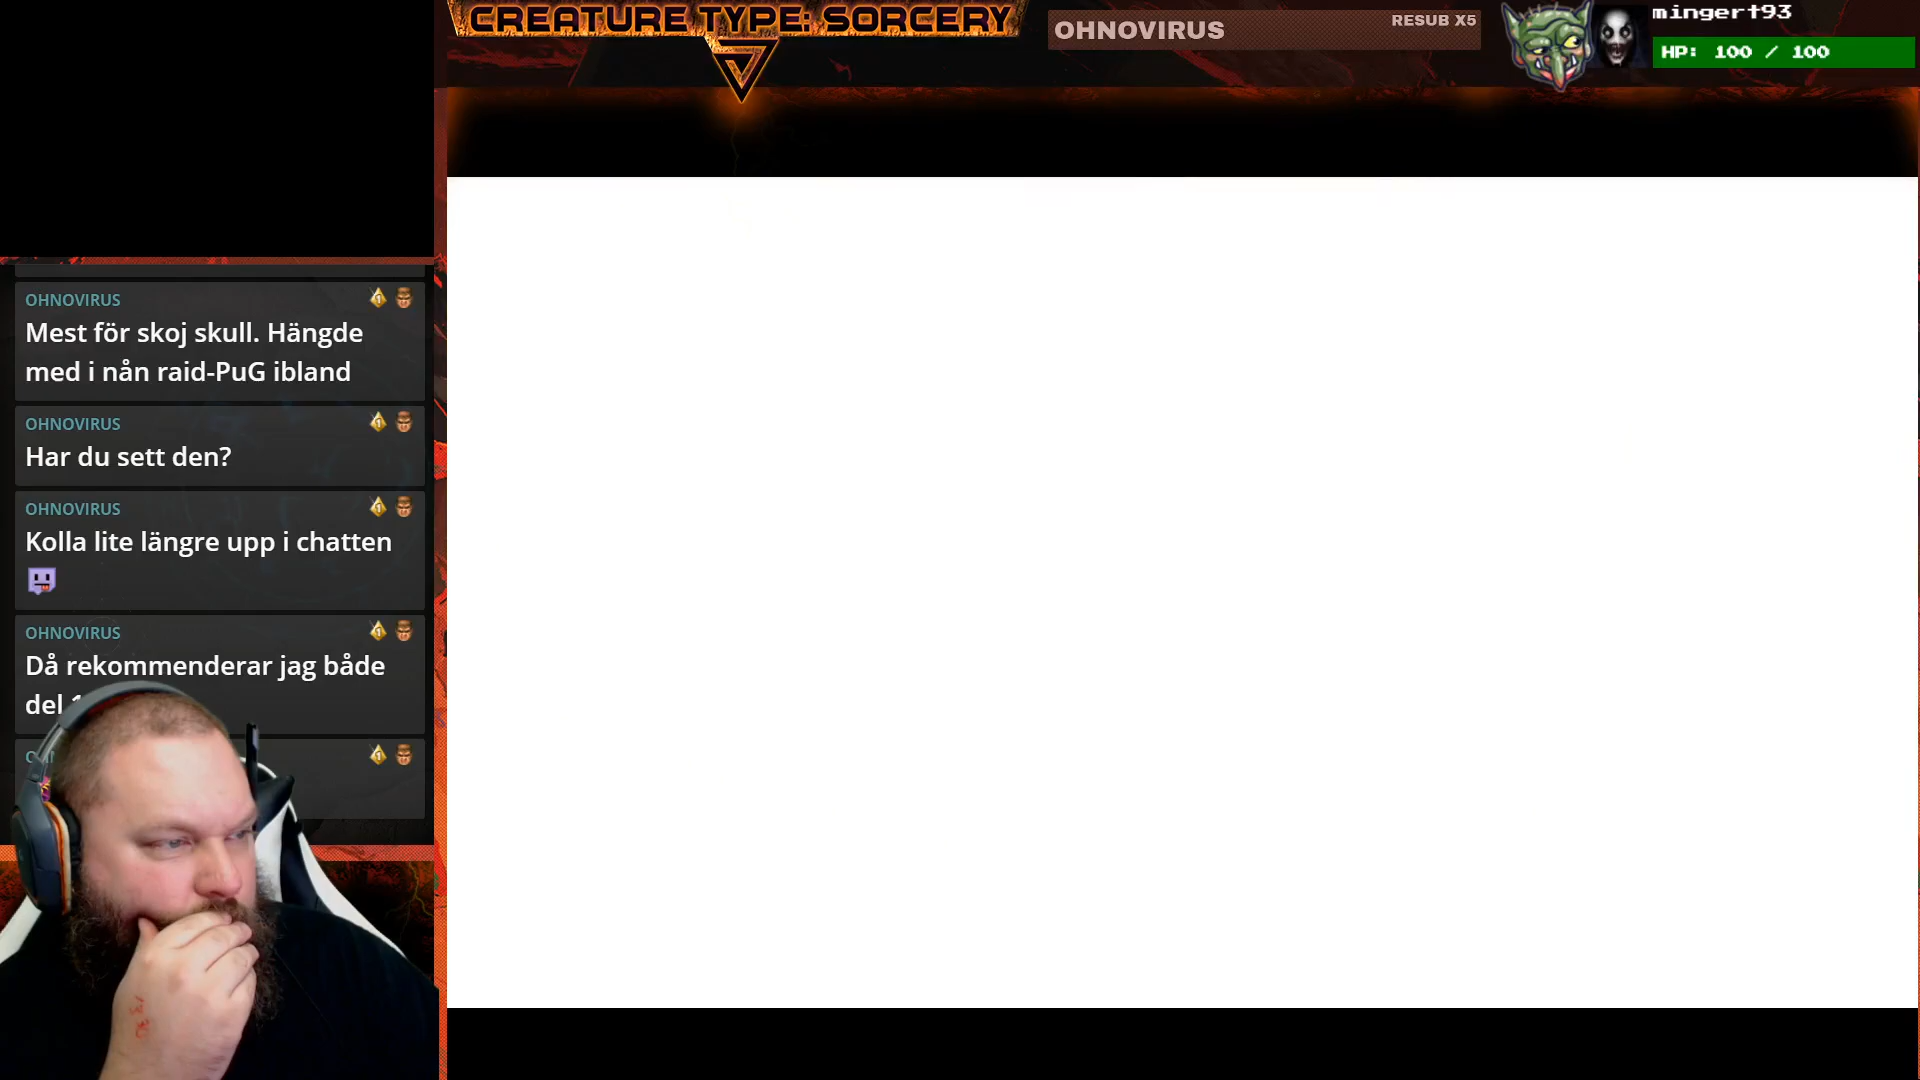 CREATURE TYPE: SORCERY
OHNOVIRUS
RESUB X5
mingert93
HP: 100 / 100
OHNOVIRUS
Mest för skoj skull. Hängde
med i nån raid-PuG ibland
OHNOVIRUS
Har du sett den?
OHNOVIRUS
Kolla lite längre upp i chatten
OHNOVIRUS
Då rekommenderar jag både
del